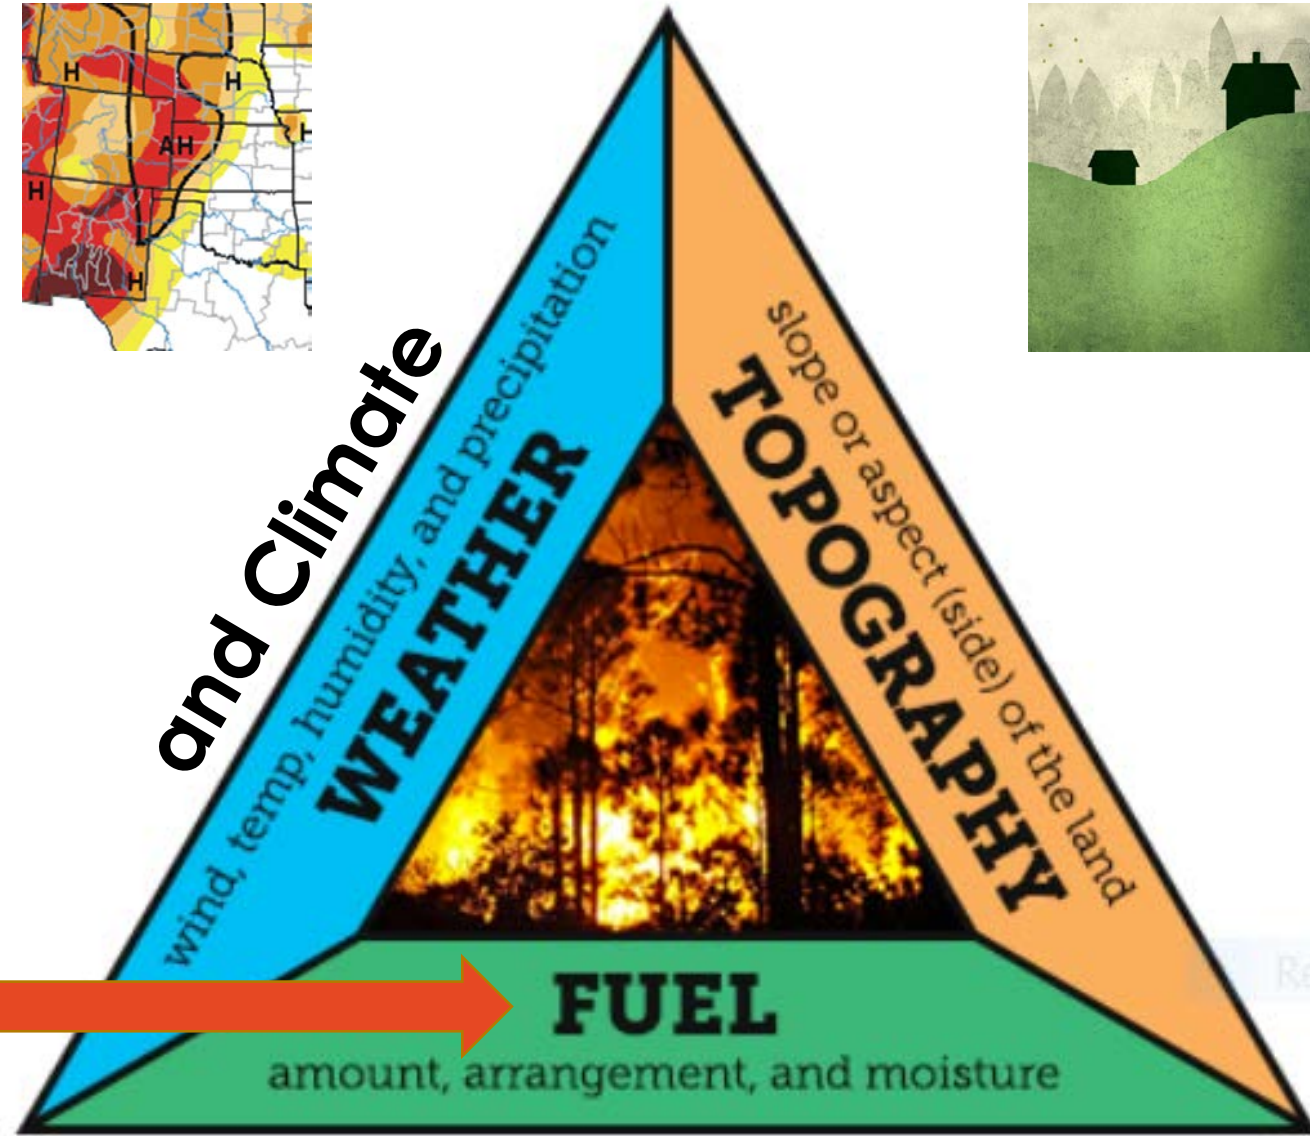 H
H
AH
H
H
H
and Climate
wind, temp, humidity, and precipitation
WEATHER
slope or aspect (side) of the land
TOPOGRAPHY
FUEL
amount, arrangement, and moisture